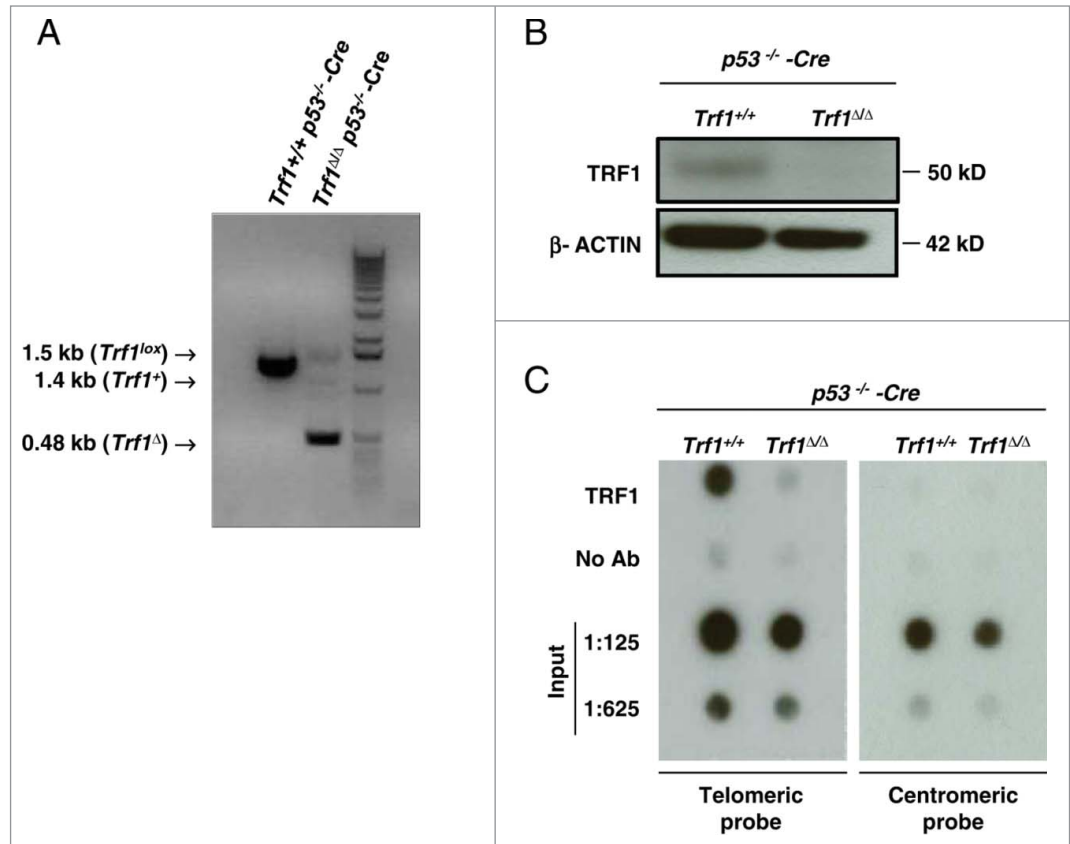 A
Trf1+/+ p53-/--Cre
Trf1Δ/Δ p53-/--Cre
1.5 kb (Trf1lox) →
1.4 kb (Trf1+) →
0.48 kb (Trf1Δ) →
B
p53 -/- -Cre
Trf1+/+ Trf1Δ/Δ
TRF1 50 kD
β- ACTIN 42 kD
C
p53 -/- -Cre
Trf1+/+ Trf1Δ/Δ Trf1+/+ Trf1Δ/Δ
TRF1
No Ab
Input
1:125
1:625
Telomeric
probe
Centromeric
probe